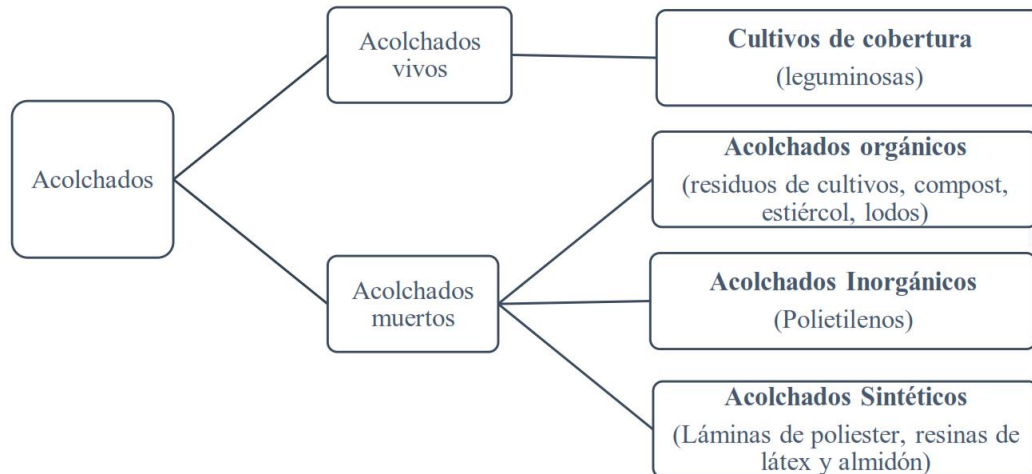 Acolchados
Acolchados
vivos
Cultivos de cobertura
(leguminosas)
Acolchados
muertos
Acolchados orgánicos
(residuos de cultivos, compost,
estiércol, lodos)
Acolchados Inorgánicos
(Polietilenos)
Acolchados Sintéticos
(Láminas de poliester, resinas de
látex y almidón)